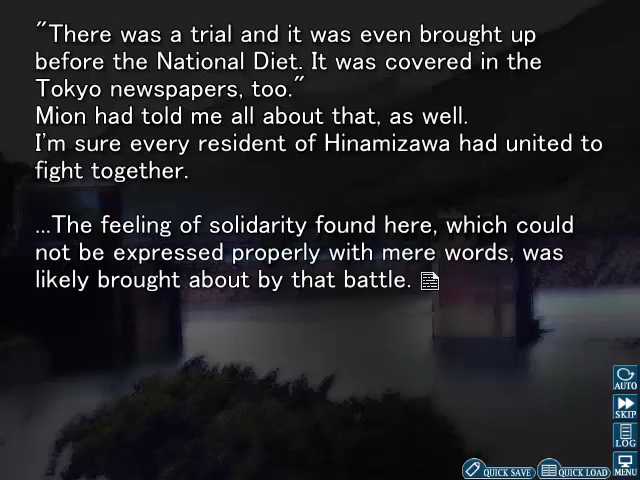 "There was a trial and it was even brought up
before the National Diet. It was covered in the
Tokyo newspapers, too."
Mion had told me all about that, as well.
I'm sure every resident of Hinamizawa had united to
fight together.
...The feeling of solidarity found here, which could
not be expressed properly with mere words, was
likely brought about by that battle.
AUTO
SKIP
LOG
QUICK SAVE
QUICK LOAD
MENU